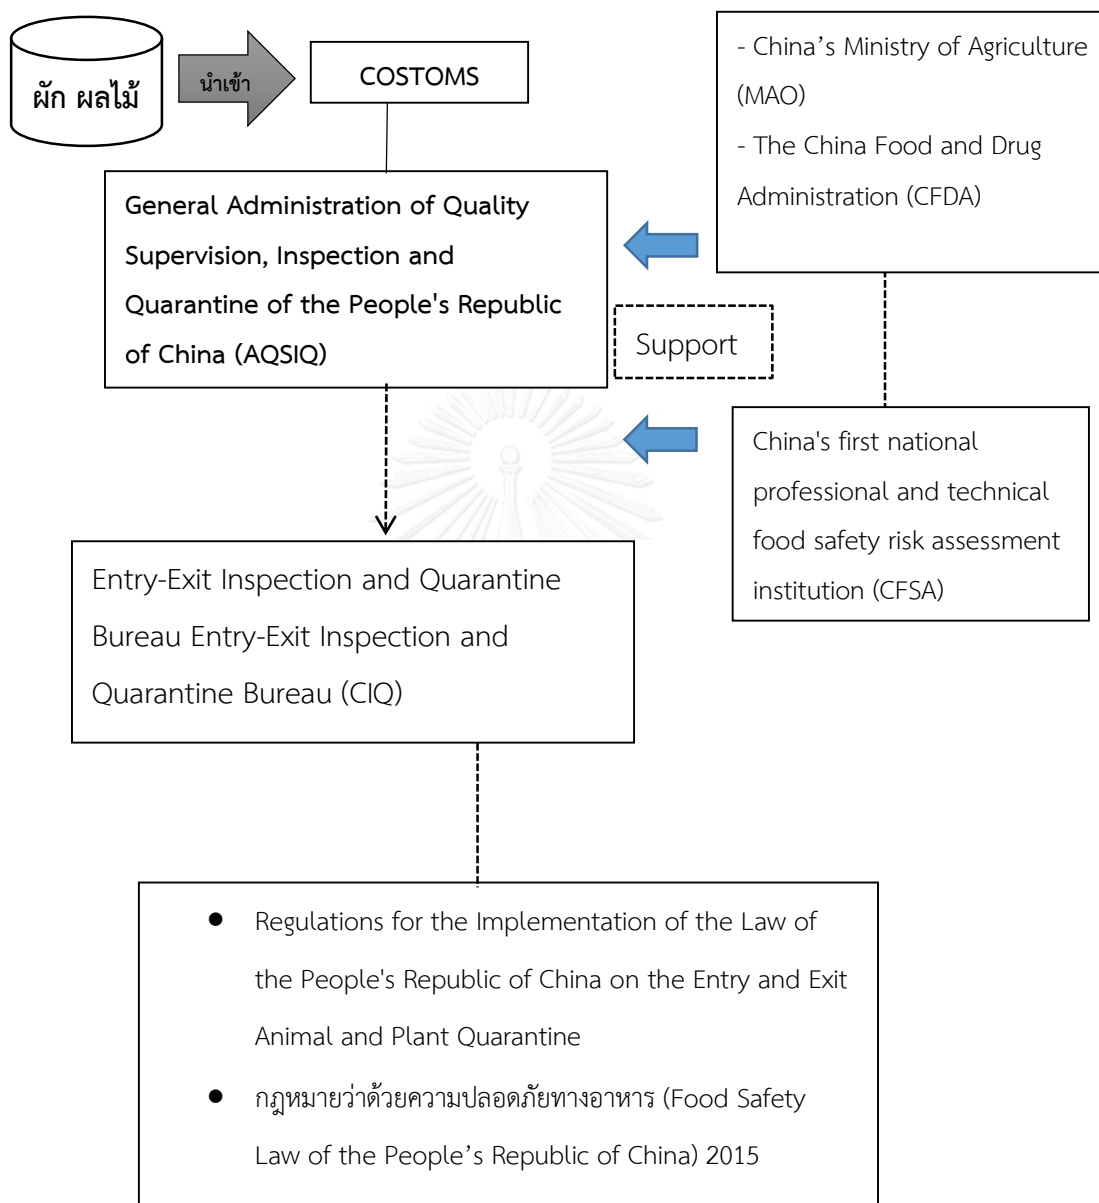 ผัก ผลไม้
นำเข้า
COSTOMS
- China’s Ministry of Agriculture
(MAO)
- The China Food and Drug
Administration (CFDA)
General Administration of Quality
Supervision, Inspection and
Quarantine of the People's Republic
of China (AQSIQ)
Support
China's first national
professional and technical
food safety risk assessment
institution (CFSA)
Entry-Exit Inspection and Quarantine
Bureau Entry-Exit Inspection and
Quarantine Bureau (CIQ)
● Regulations for the Implementation of the Law of
the People's Republic of China on the Entry and Exit
Animal and Plant Quarantine
● กฎหมายว่าด้วยความปลอดภัยทางอาหาร (Food Safety
Law of the People’s Republic of China) 2015